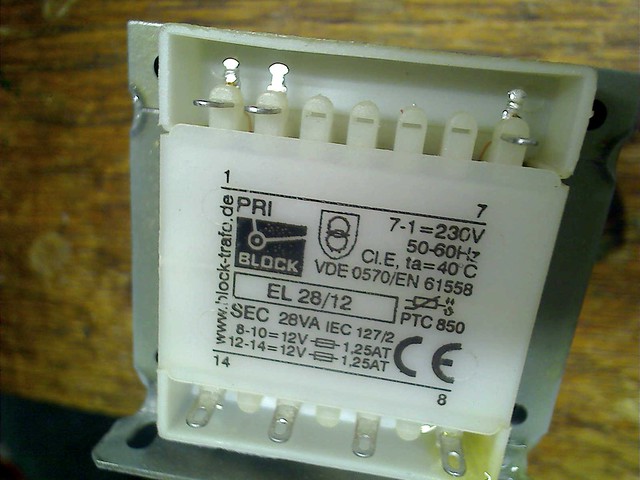 1
7
PRI
7-1=230V
50-60Hz
BLOCK
CI.E, ta=40°C
VDE 0570/EN 61558
EL 28/12
PTC 850
SEC 28VA IEC 127/2
8-10=12V 1,25AT
12-14=12V 1,25AT
CE
14
8
www.block-trafo.de